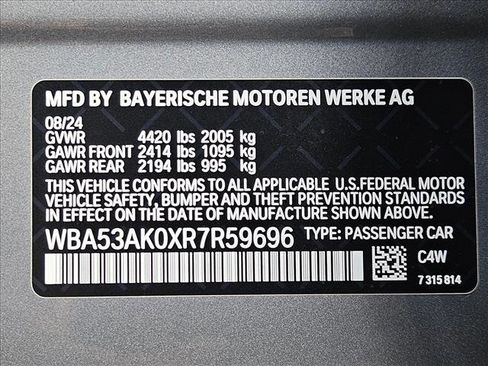 MFD BY BAYERISCHE MOTOREN WERKE AG
08/24
GVWR 4420 lbs 2005 kg
GAWR FRONT 2414 lbs 1095 kg
GAWR REAR 2194 lbs 995 kg
THIS VEHICLE CONFORMS TO ALL APPLICABLE U.S.FEDERAL MOTOR
VEHICLE SAFETY, BUMPER AND THEFT PREVENTION STANDARDS
IN EFFECT ON THE DATE OF MANUFACTURE SHOWN ABOVE.
WBA53AK0XR7R59696 TYPE: PASSENGER CAR
C4W
7 315 814